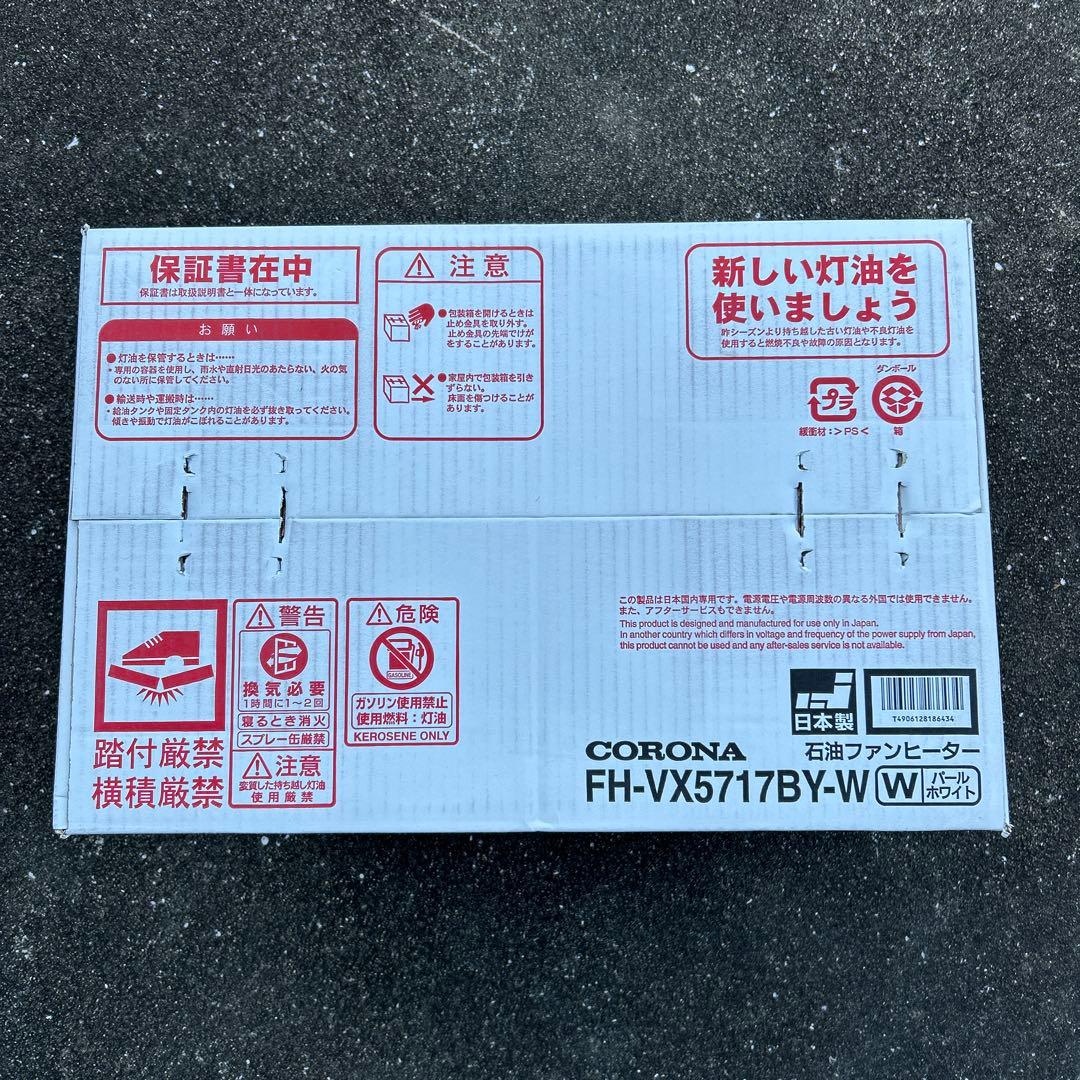 保証書在中
保証書は取扱説明書と一体になっています。
お願い
●灯油を保管するときは……
・専用の容器を使用し、雨水や直射日光のあたらない、火の気
のない所に保管してください。
●輸送時や運搬時は……
・給油タンクや固定タンク内の灯油を必ず抜き取ってください。
傾きや振動で灯油がこぼれることがあります。
注意
●包装箱を開けるときは
止め金具を取り外す。
止め金具の先端でけが
をすることがあります。
●家屋内で包装箱を引き
ずらない。
床面を傷つけることが
あります。
新しい灯油を
使いましょう
昨シーズンより持ち越した古い灯油や不良灯油を
使用すると燃焼不良や故障の原因となります。
プラ
緩衝材:>PS<
ダンボール
箱
踏付厳禁
横積厳禁
警告
換気必要
1時間に1〜2回
寝るとき消火
スプレー缶厳禁
注意
変質した持ち越し灯油
使用厳禁
危険
GASOLINE
ガソリン使用禁止
使用燃料:灯油
KEROSENE ONLY
この製品は日本国内専用です。電源電圧や電源周波数の異なる外国では使用できません。
また、アフターサービスもできません。
This product is designed and manufactured for use only in Japan.
In another country which differs in voltage and frequency of the power supply from Japan,
this product cannot be used and any after-sales service is not available.
日本製
T4906128186434
CORONA
石油ファンヒーター
FH-VX5717BY-W
W
パール
ホワイト